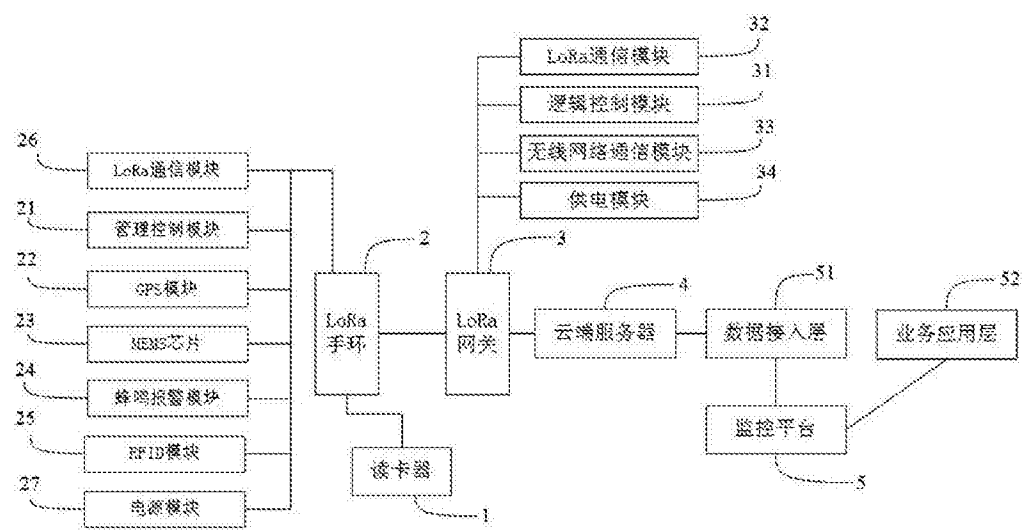 32
LoRa通信模块
31
逻辑控制模块
33
无线网络通信模块
34
供电模块
26
LoRa通信模块
21
管理控制模块
22
GPS模块
23
MEMS芯片
24
蜂鸣报警模块
25
RFID模块
27
电源模块
2
LoRa
手环
3
LoRa
网关
4
云端服务器
51
数据接入层
52
业务应用层
监控平台
5
读卡器
1